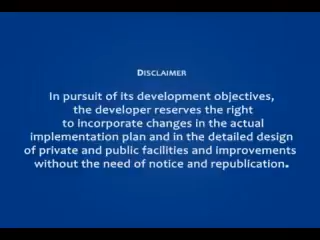 DISCLAIMER
In pursuit of its development objectives,
the developer reserves the right
to incorporate changes in the actual
implementation plan and in the detailed design
of private and public facilities and improvements
without the need of notice and republication.